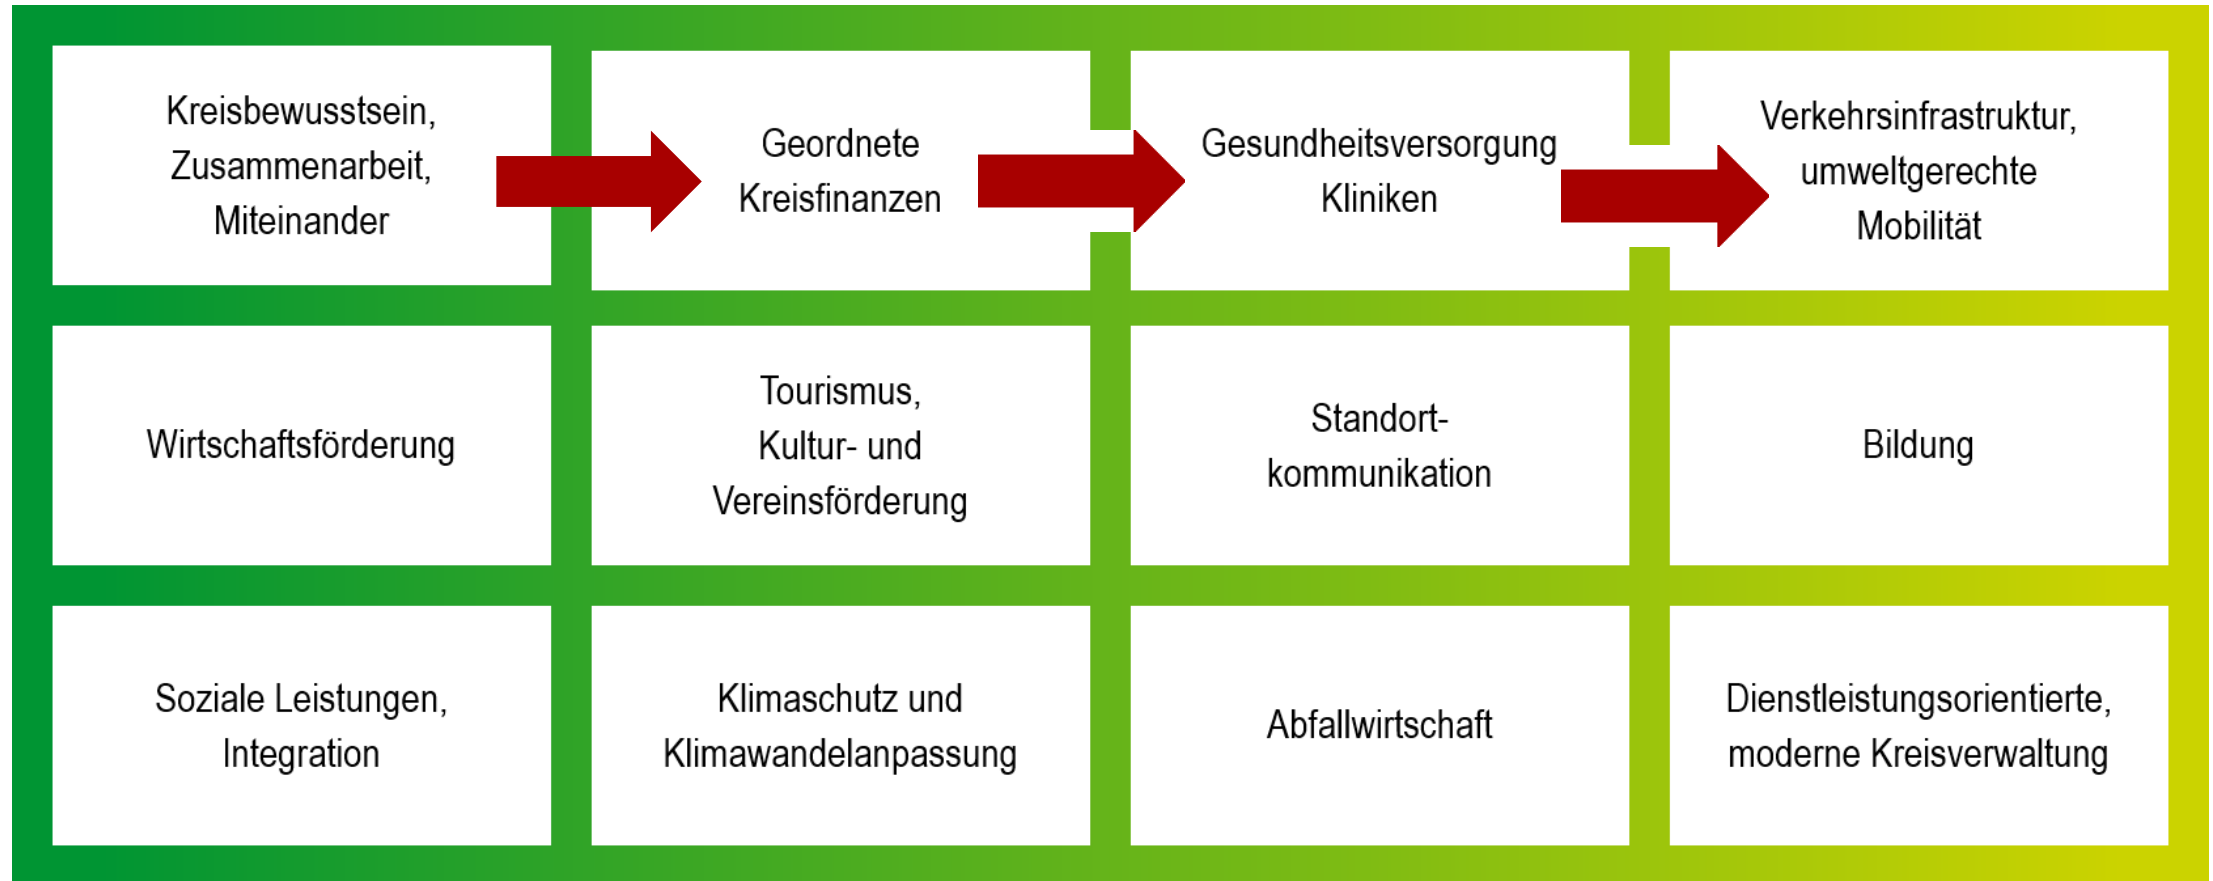 Kreisbewusstsein,
Zusammenarbeit,
Miteinander
Geordnete
Kreisfinanzen
Gesundheitsversorgung
Kliniken
Verkehrsinfrastruktur,
umweltgerechte
Mobilität
Wirtschaftsförderung
Tourismus,
Kultur- und
Vereinsförderung
Standort-
kommunikation
Bildung
Soziale Leistungen,
Integration
Klimaschutz und
Klimawandelanpassung
Abfallwirtschaft
Dienstleistungsorientierte,
moderne Kreisverwaltung